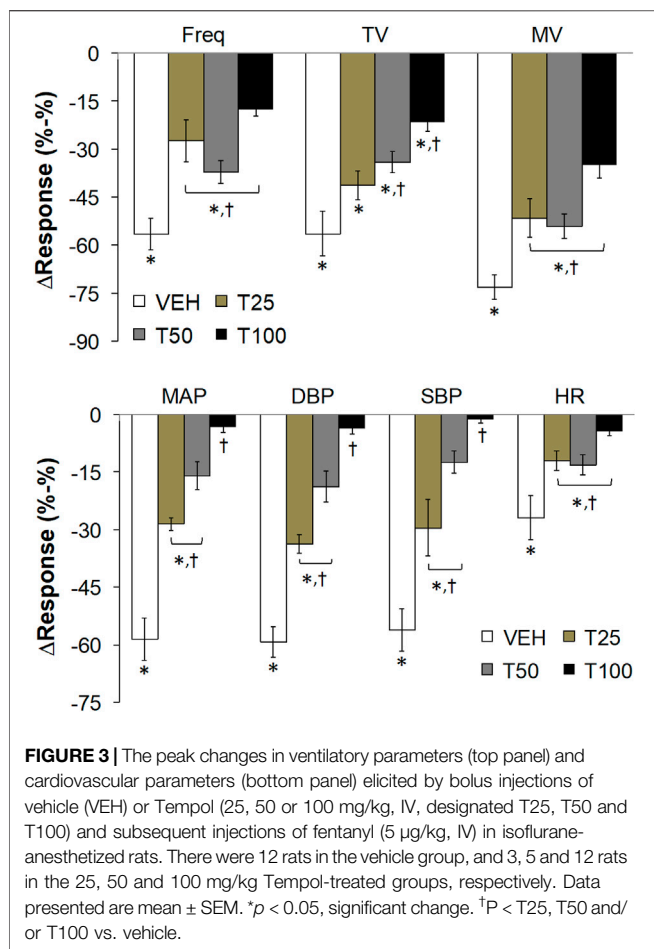 Freq TV MV
0
-15
-30
-45
-60
-75
-90
ΔResponse (%-%)
*,† * *,† *,†
*,†
* * *
VEH T25
T50 T100
MAP DBP SBP HR
0
-15
-30
-45
-60
-75
ΔResponse (%-%)
† † †
*,† *,† *,† *,†
* * * *
VEH T25
T50 T100
FIGURE 3 | The peak changes in ventilatory parameters (top panel) and
cardiovascular parameters (bottom panel) elicited by bolus injections of
vehicle (VEH) or Tempol (25, 50 or 100 mg/kg, IV, designated T25, T50 and
T100) and subsequent injections of fentanyl (5 µg/kg, IV) in isoflurane-
anesthetized rats. There were 12 rats in the vehicle group, and 3, 5 and 12 rats
in the 25, 50 and 100 mg/kg Tempol-treated groups, respectively. Data
presented are mean ± SEM. *p < 0.05, significant change. †P < T25, T50 and/
or T100 vs. vehicle.